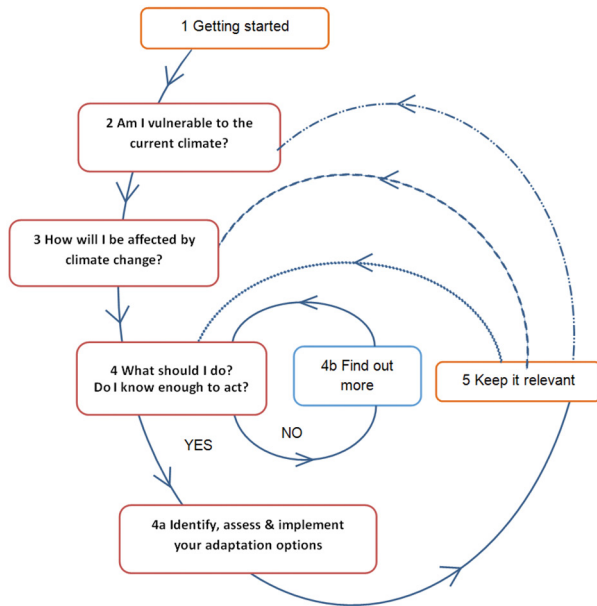 1 Getting started
2 Am I vulnerable to the
current climate?
3 How will I be affected by
climate change?
4 What should I do?
Do I know enough to act?
4b Find out
more
5 Keep it relevant
YES
NO
4a Identify, assess & implement
your adaptation options